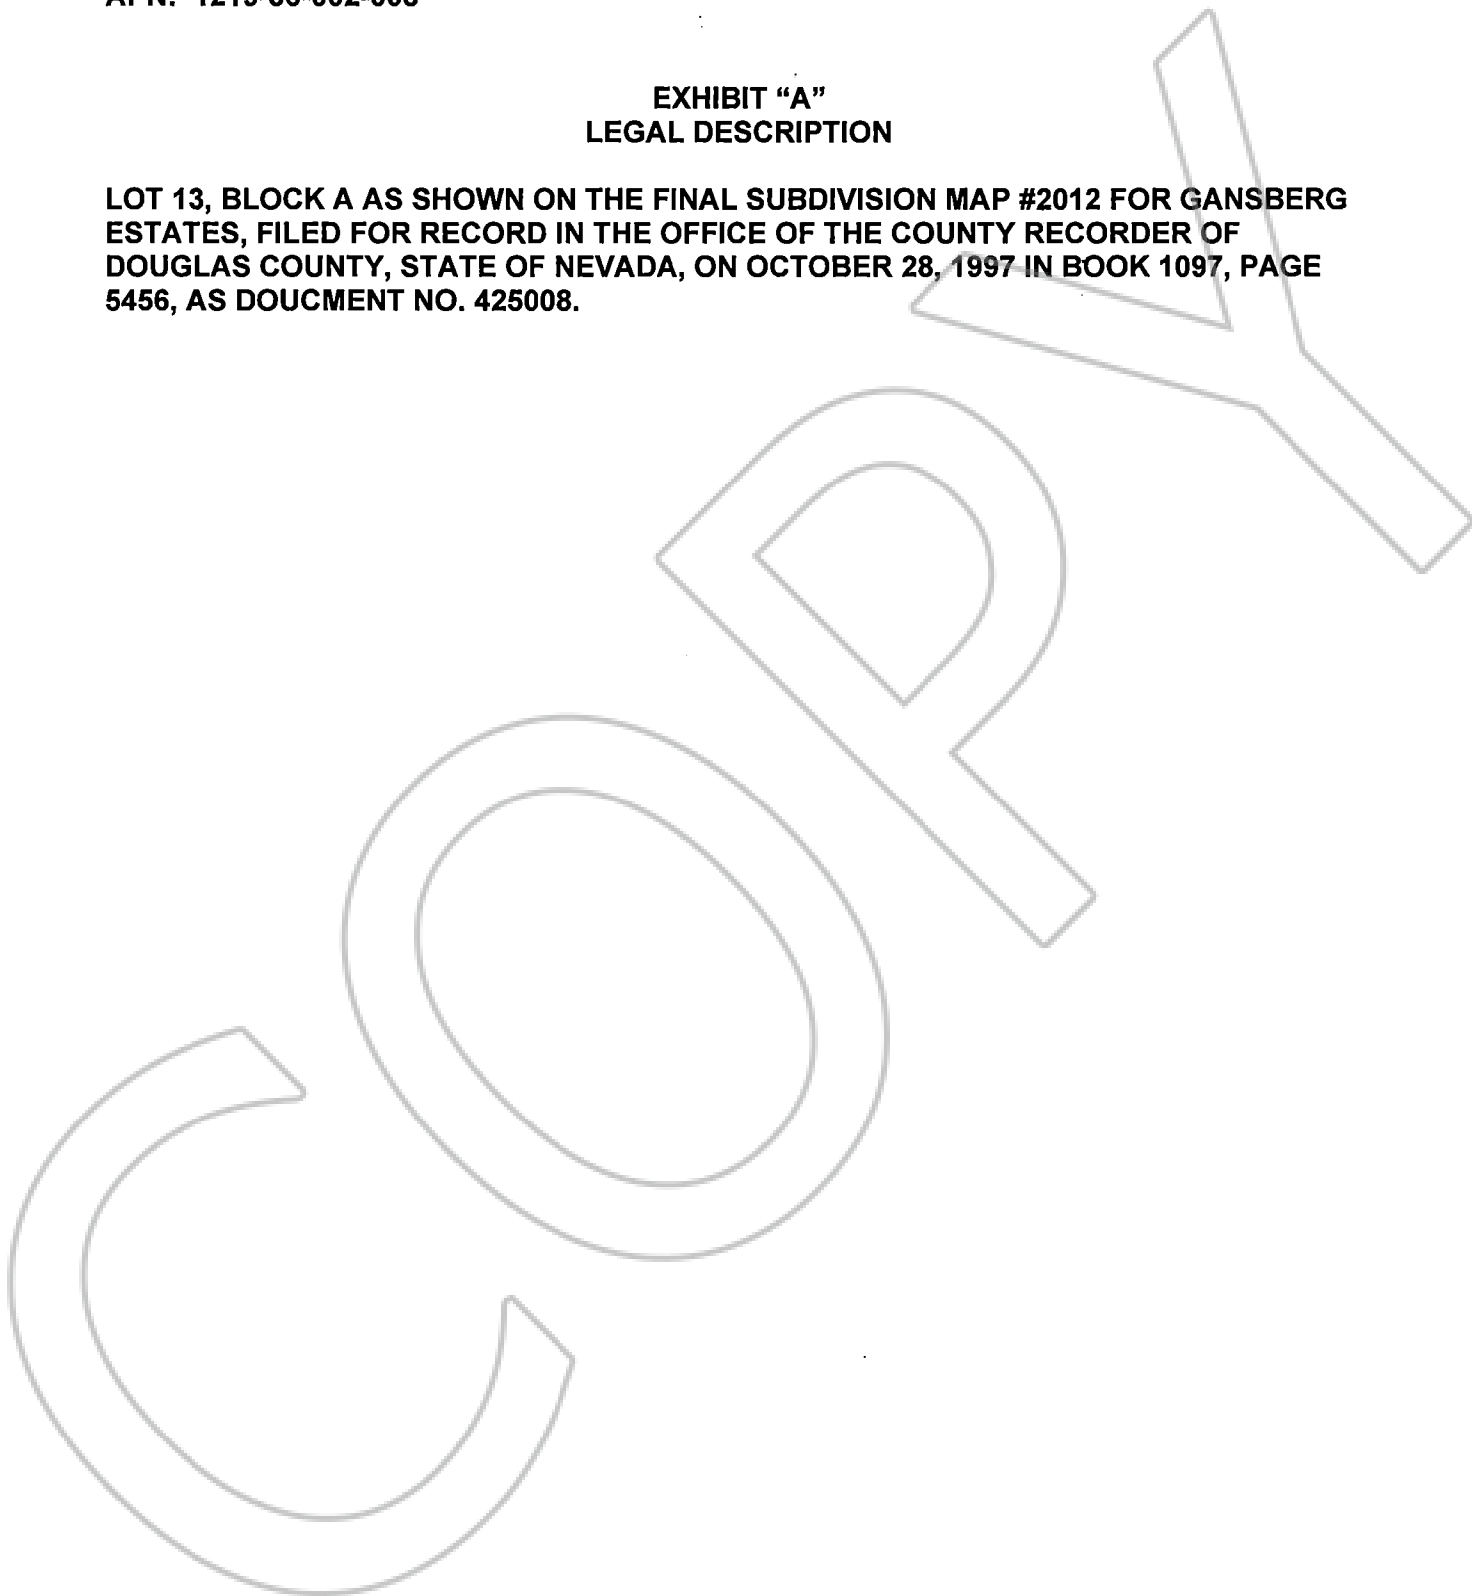 EXHIBIT “A”
LEGAL DESCRIPTION
LOT 13, BLOCK A AS SHOWN ON THE FINAL SUBDIVISION MAP #2012 FOR GANSBERG
ESTATES, FILED FOR RECORD IN THE OFFICE OF THE COUNTY RECORDER OF
DOUGLAS COUNTY, STATE OF NEVADA, ON OCTOBER 28, 1997 IN BOOK 1097, PAGE
5456, AS DOUCMENT NO. 425008.
COPY